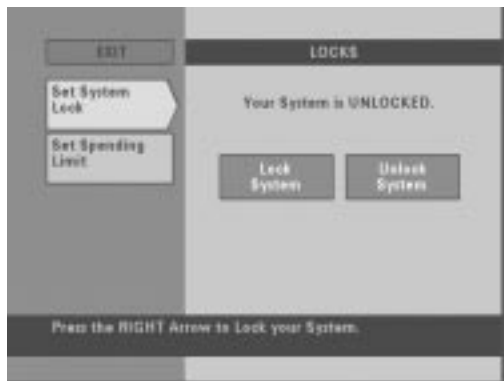 EXIT
LOCKS
Set System
Lock
Your System is UNLOCKED.
Set Spending
Limit
Lock
System
Unlock
System
Press the RIGHT Arrow to Lock your System.